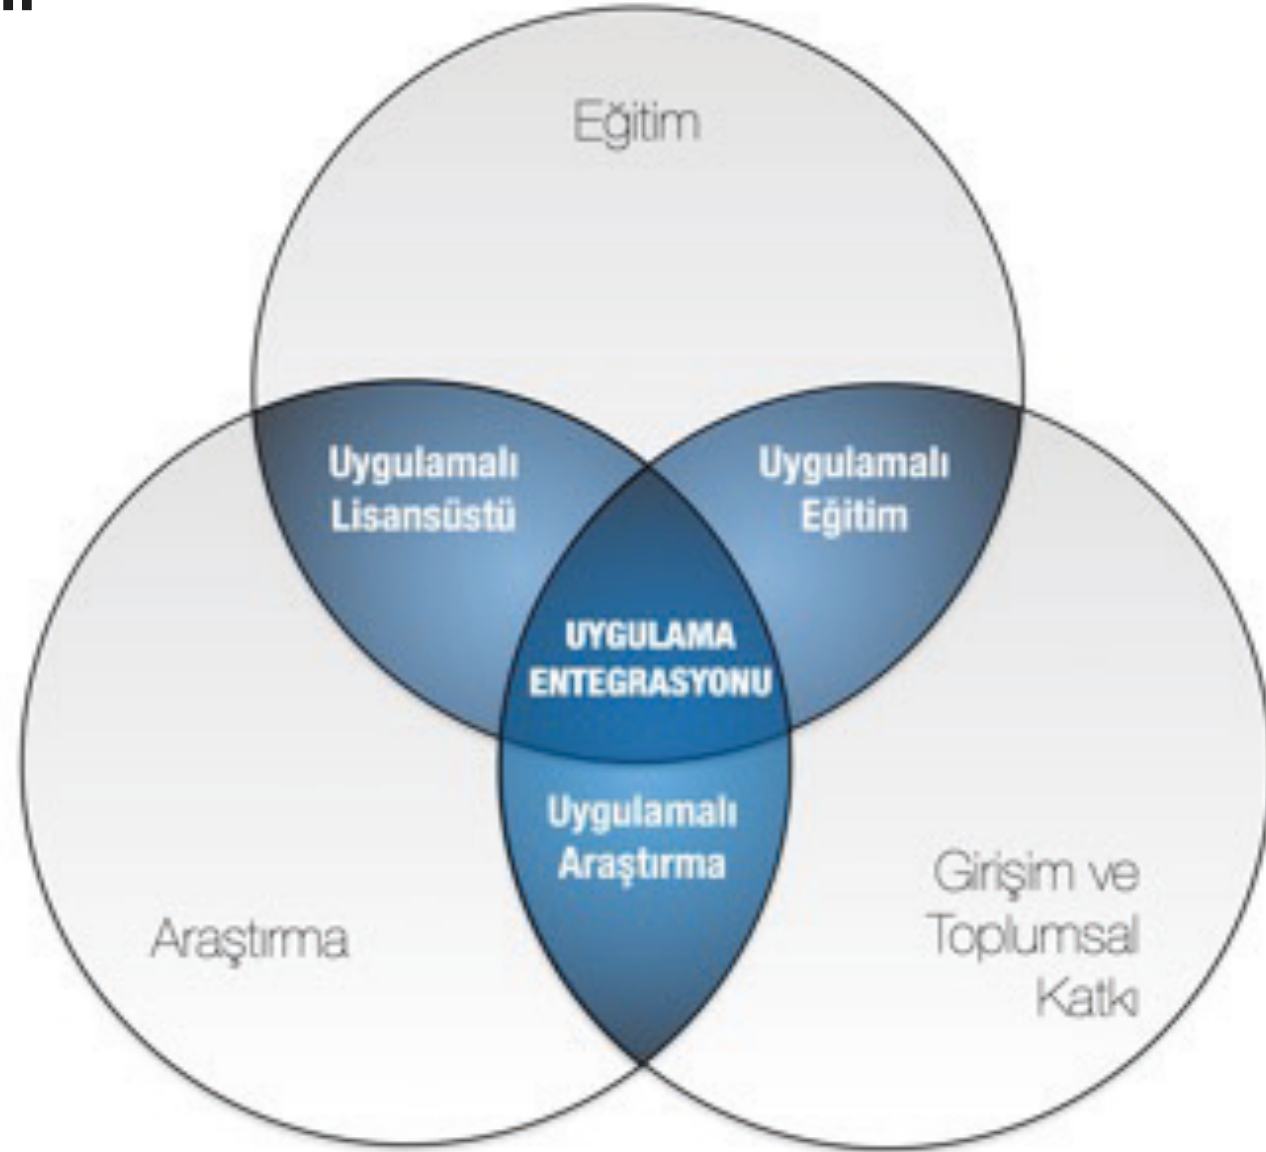 Eğitim
Uygulamalı
Lisansüstü
Uygulamalı
Eğitim
UYGULAMA
ENTEGRASYONU
Uygulamalı
Araştırma
Araştırma
Girişim ve
Toplumsal
Katkı